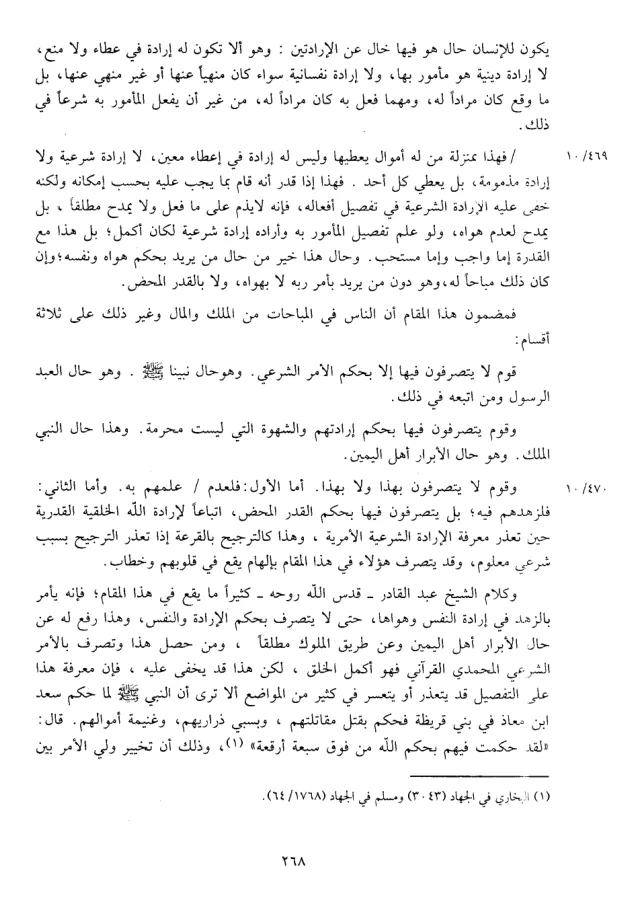 يكون للإنسان حال هو فيها خال عن الإرادتين : وهو ألا تكون له إرادة في عطاء ولا منع،
لا إرادة دينية هو مأمور بها، ولا إرادة نفسانية سواء كان منهياً عنها أو غير منهي عنها، بل
ما وقع كان مراداً له، ومهما فعل به كان مراداً له، من غير أن يفعل المأمور به شرعاً في
ذلك.
١٠/٤٦٩
/ فهذا بمنزلة من له أموال يعطيها وليس له إرادة في إعطاء معين، لا إرادة شرعية ولا
إرادة مذمومة، بل يعطي كل أحد . فهذا إذا قدر أنه قام بما يجب عليه بحسب إمكانه ولكنه
خفى عليه الإرادة الشرعية في تفصيل أفعاله، فإنه لايذم على ما فعل ولا يمدح مطلقاً ، بل
يمدح لعدم هواه، ولو علم تفصيل المأمور به وأراده إرادة شرعية لكان أكمل؛ بل هذا مع
القدرة إما واجب وإما مستحب. وحال هذا خير من حال من يريد بحكم هواه ونفسه؛وإن
كان ذلك مباحاً له،وهو دون من يريد بأمر ربه لا بهواه، ولا بالقدر المحض.
فمضمون هذا المقام أن الناس في المباحات من الملك والمال وغير ذلك على ثلاثة
أقسام:
قوم لا يتصرفون فيها إلا بحكم الأمر الشرعي. وهوحال نبينا ﷺ . وهو حال العبد
الرسول ومن اتبعه في ذلك.
وقوم يتصرفون فيها بحكم إرادتهم والشهوة التي ليست محرمة. وهذا حال النبي
الملك. وهو حال الأبرار أهل اليمين.
١٠/٤٧٠
وقوم لا يتصرفون بهذا ولا بهذا. أما الأول:فلعدم / علمهم به. وأما الثاني:
فلزهدهم فيه؛ بل يتصرفون فيها بحكم القدر المحض، اتباعاً لإرادة اللّه الخلقية القدرية
حين تعذر معرفة الإرادة الشرعية الأمرية ، وهذا كالترجيح بالقرعة إذا تعذر الترجيح بسبب
شرعي معلوم، وقد يتصرف هؤلاء في هذا المقام بإلهام يقع في قلوبهم وخطاب.
وكلام الشيخ عبد القادر ــ قدس اللّه روحه ــ كثيراً ما يقع في هذا المقام؛ فإنه يأمر
بالزهد في إرادة النفس وهواها، حتى لا يتصرف بحكم الإرادة والنفس، وهذا رفع له عن
حال الأبرار أهل اليمين وعن طريق الملوك مطلقاً ، ومن حصل هذا وتصرف بالأمر
الشرعي المحمدي القرآني فهو أكمل الخلق ، لكن هذا قد يخفى عليه ، فإن معرفة هذا
على التفصيل قد يتعذر أو يتعسر في كثير من المواضع ألا ترى أن النبي ﷺ لما حكم سعد
ابن معاذ في بني قريظة فحكم بقتل مقاتلتهم ، وبسبي ذراريهم، وغنيمة أموالهم. قال:
«لقد حكمت فيهم بحكم اللّه من فوق سبعة أرقعة» (١)، وذلك أن تخيير ولي الأمر بين
(١) البخاري في الجهاد (٣٠٤٣) ومسلم في الجهاد (٦٤/١٧٦٨).
٢٦٨